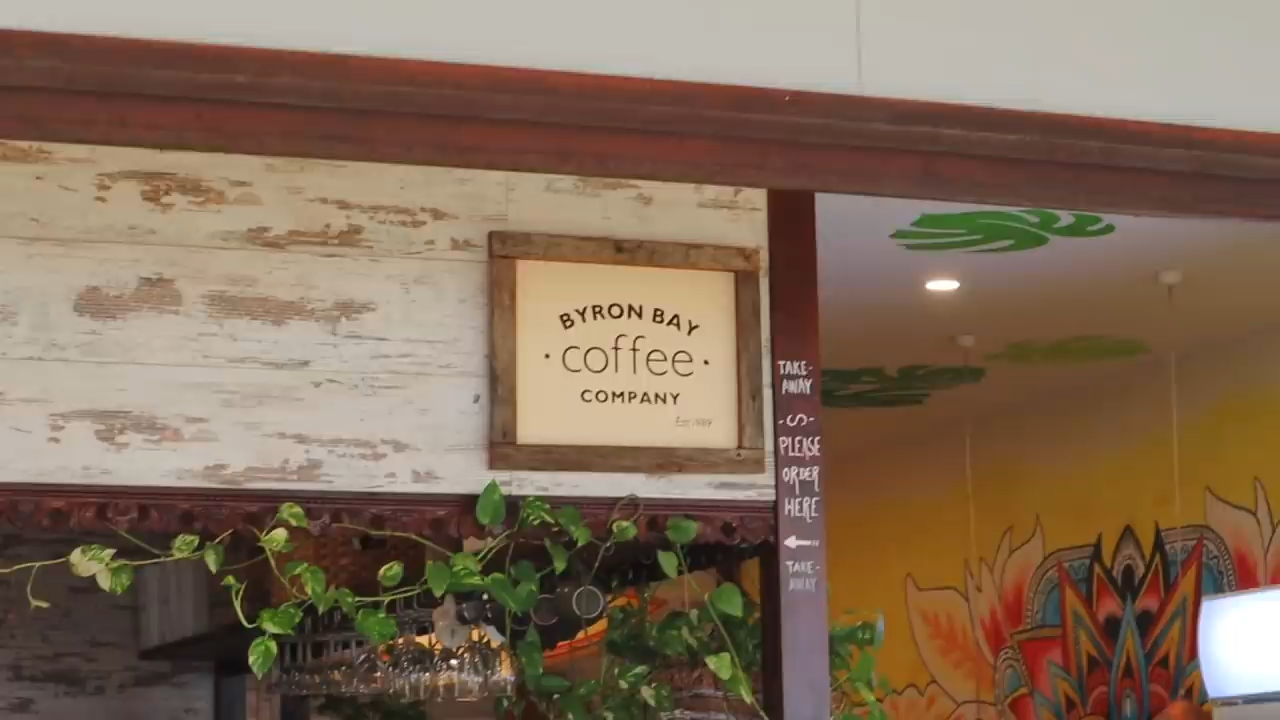 BYRON BAY
· coffee ·
COMPANY
Est 1989
TAKE-
AWAY
-S-
PLEASE
ORDER
HERE
←
TAKE-
AWAY